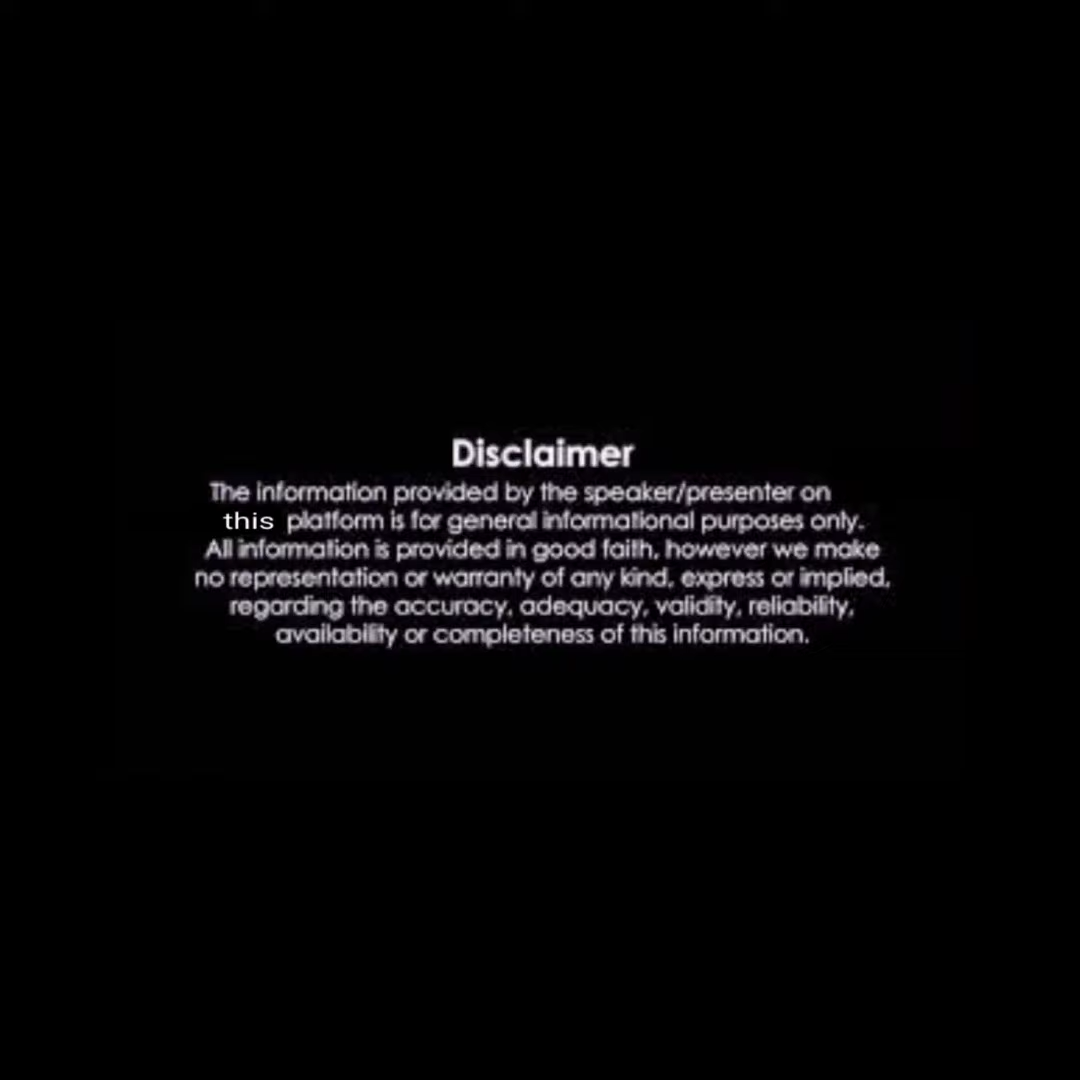 Disclaimer
The information provided by the speaker/presenter on
this platform is for general informational purposes only.
All information is provided in good faith, however we make
no representation or warranty of any kind, express or implied,
regarding the accuracy, adequacy, validity, reliability,
availability or completeness of this information.